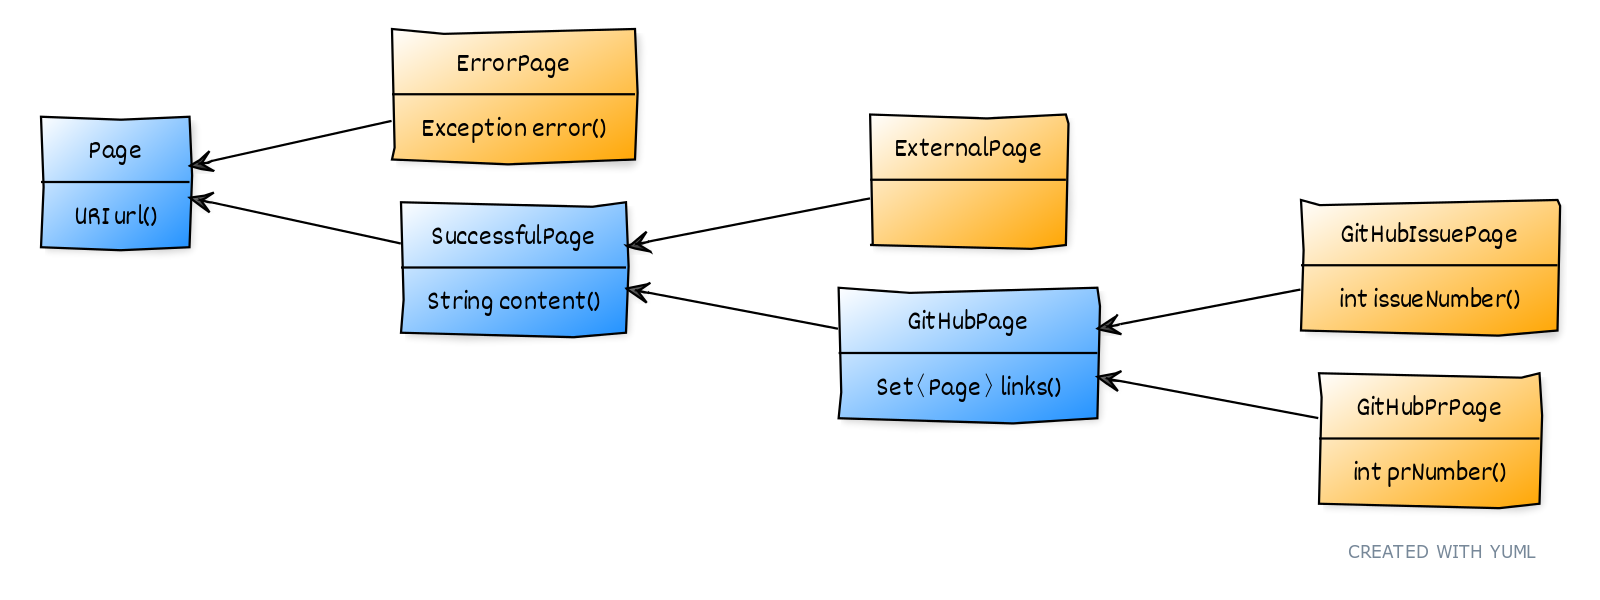 ErrorPage
Exception error()
Page
URI url()
SuccessfulPage
String content()
ExternalPage
GitHubPage
Set〈Page〉links()
GitHubIssuePage
int issueNumber()
GitHubPrPage
int prNumber()
CREATED WITH YUML